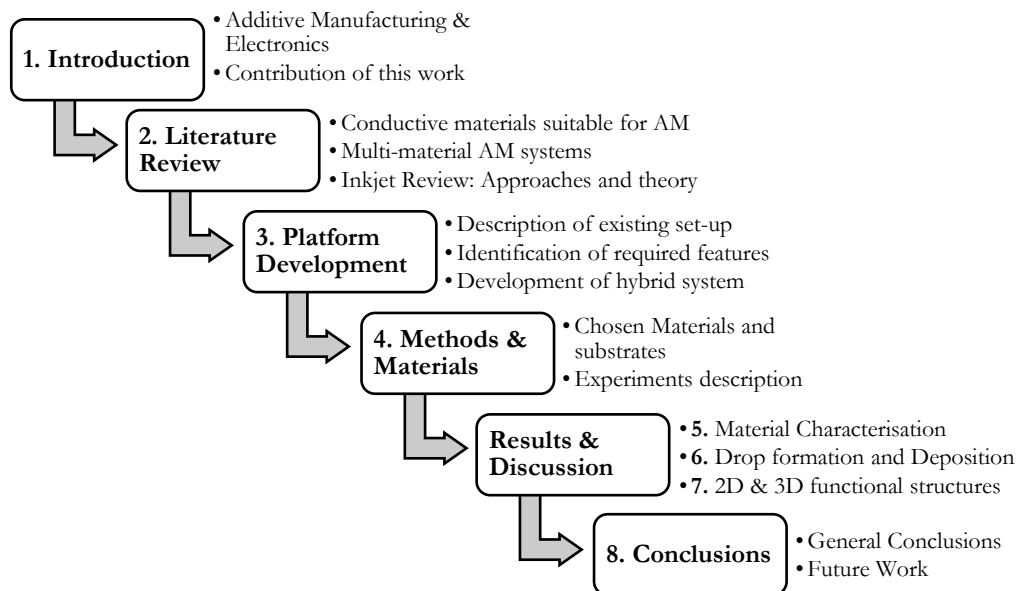 1. Introduction
• Additive Manufacturing &
Electronics
• Contribution of this work
2. Literature
Review
• Conductive materials suitable for AM
• Multi-material AM systems
• Inkjet Review: Approaches and theory
3. Platform
Development
• Description of existing set-up
• Identification of required features
• Development of hybrid system
4. Methods &
Materials
• Chosen Materials and
substrates
• Experiments description
Results &
Discussion
• 5. Material Characterisation
• 6. Drop formation and Deposition
• 7. 2D & 3D functional structures
8. Conclusions
• General Conclusions
• Future Work